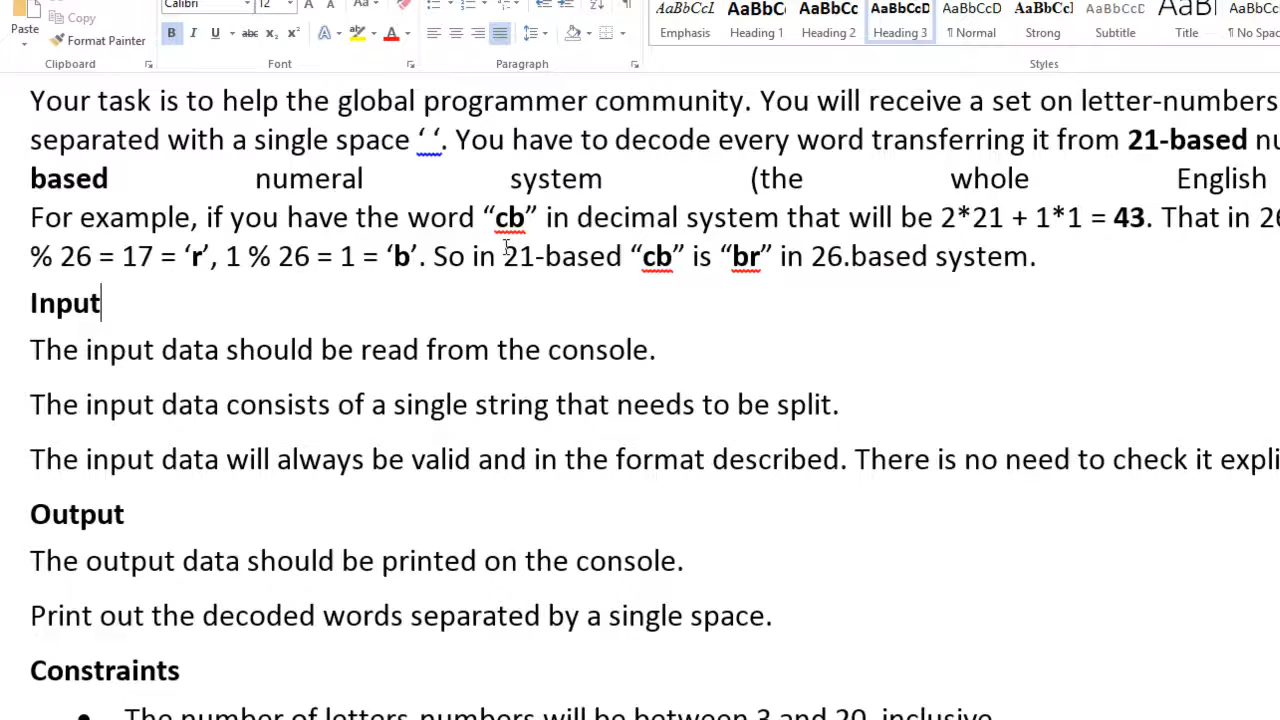 Calibri 12 Aa
Paste Copy
Format Painter
B I U abc x₂ x² A ab A
AaBbCcI AaBbCc AaBbCc AaBbCcD AaBbCcD AaBbCcI AaBbCcD AaBI AaBbCc
Emphasis Heading 1 Heading 2 Heading 3 ¶ Normal Strong Subtitle Title ¶ No Spac
Clipboard Font Paragraph Styles
Your task is to help the global programmer community. You will receive a set on letter-numbers
separated with a single space ‘ ‘. You have to decode every word transferring it from 21-based nu
based numeral system (the whole English
For example, if you have the word “cb” in decimal system that will be 2*21 + 1*1 = 43. That in 26
% 26 = 17 = ‘r’, 1 % 26 = 1 = ‘b’. So in 21-based “cb” is “br” in 26.based system.
Input
The input data should be read from the console.
The input data consists of a single string that needs to be split.
The input data will always be valid and in the format described. There is no need to check it expli
Output
The output data should be printed on the console.
Print out the decoded words separated by a single space.
Constraints
• The number of letters-numbers will be between 3 and 20, inclusive